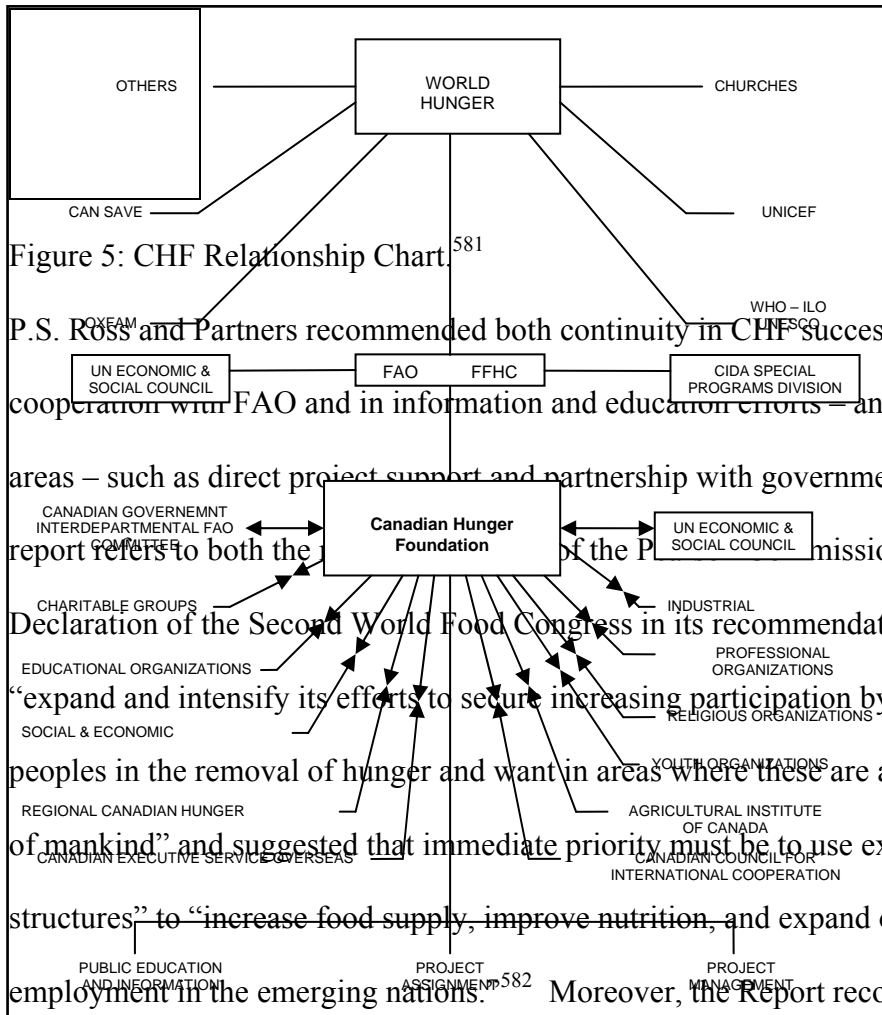 WORLD
HUNGER
OTHERS
CHURCHES
CAN SAVE
UNICEF
Figure 5: CHF Relationship Chart.581
OXFAM
WHO – ILO
UNESCO
P.S. Ross and Partners recommended both continuity in CHF succes
UN ECONOMIC &
SOCIAL COUNCIL
FAO FFHC
CIDA SPECIAL
PROGRAMS DIVISION
cooperation with FAO and in information and education efforts – an
areas – such as direct project support and partnership with governme
CANADIAN GOVERNEMNT
INTERDEPARTMENTAL FAO
COMMITTEE
Canadian Hunger
Foundation
UN ECONOMIC &
SOCIAL COUNCIL
report refers to both the of the
CHARITABLE GROUPS
INDUSTRIAL
Declaration of the Second World Food Congress in its recommendat
EDUCATIONAL ORGANIZATIONS
PROFESSIONAL
ORGANIZATIONS
“expand and intensify its efforts to secure increasing participation by
RELIGIOUS ORGANIZATIONS
SOCIAL & ECONOMIC
YOUTH ORGANIZATIONS
peoples in the removal of hunger and want in areas where these are a
REGIONAL CANADIAN HUNGER
AGRICULTURAL INSTITUTE
OF CANADA
of mankind” and suggested that immediate priority must be to use ex
CANADIAN EXECUTIVE SERVICE OVERSEAS
CANADIAN COUNCIL FOR
INTERNATIONAL COOPERATION
structures” to “increase food supply, improve nutrition, and expand o
PUBLIC EDUCATION
AND INFORMATION
PROJECT
ASSIGNMENT
PROJECT
MANAGEMENT
employment in the emerging nations.”582 Moreover, the Report reco